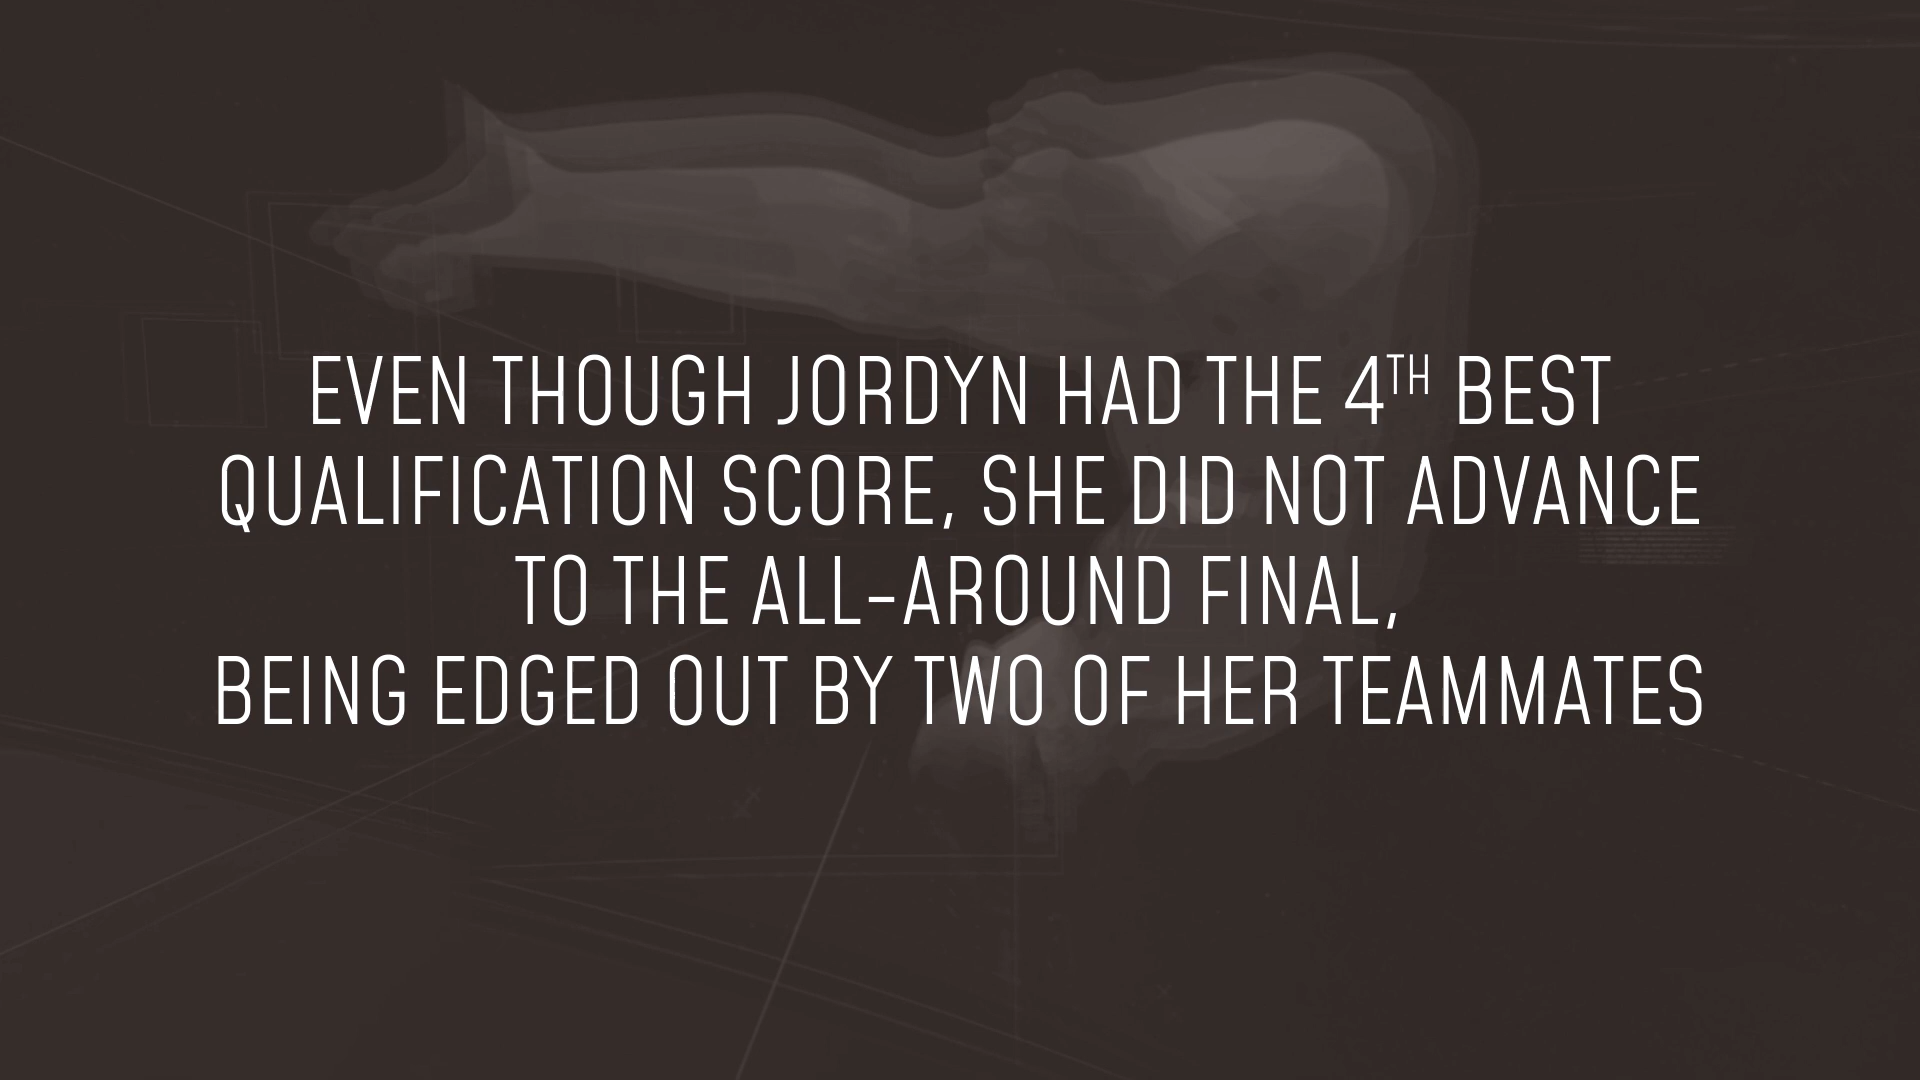 EVEN THOUGH JORDYN HAD THE 4TH BEST
QUALIFICATION SCORE, SHE DID NOT ADVANCE
TO THE ALL-AROUND FINAL,
BEING EDGED OUT BY TWO OF HER TEAMMATES